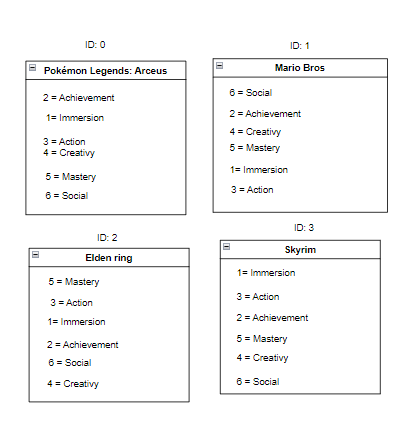 ID: 0
Pokémon Legends: Arceus
2 = Achievement
1= Immersion
3 = Action
4 = Creativy
5 = Mastery
6 = Social
ID: 1
Mario Bros
6 = Social
2 = Achievement
4 = Creativy
5 = Mastery
1= Immersion
3 = Action
ID: 2
Elden ring
5 = Mastery
3 = Action
1= Immersion
2 = Achievement
6 = Social
4 = Creativy
ID: 3
Skyrim
1= Immersion
3 = Action
2 = Achievement
5 = Mastery
4 = Creativy
6 = Social